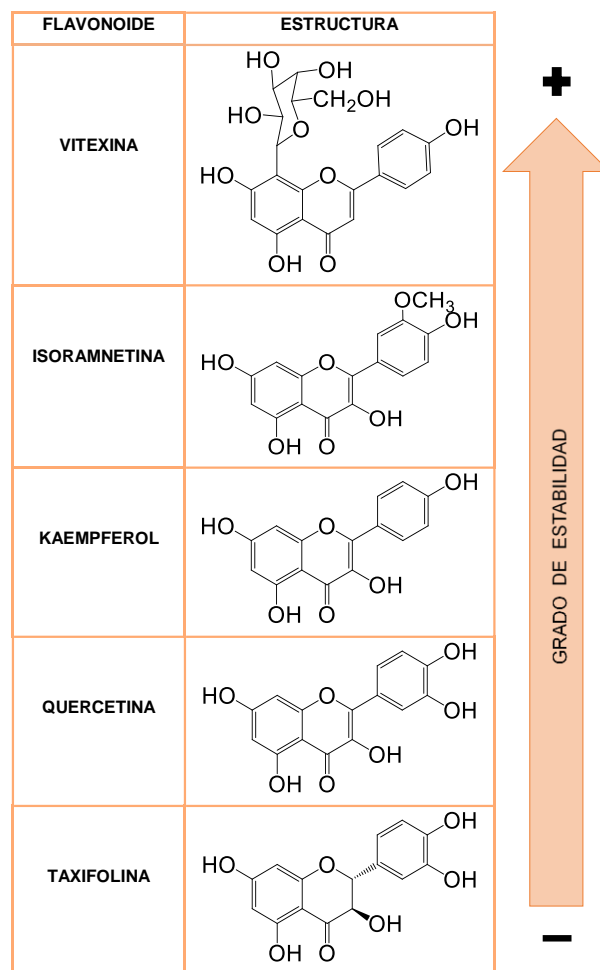 FLAVONOIDE ESTRUCTURA
VITEXINA
HO
OH
HO
CH2OH
HO
O
OH
HO
O
OH
O
ISORAMNETINA
OCH3
OH
HO
O
OH
OH
O
KAEMPFEROL
OH
HO
O
OH
OH
O
QUERCETINA
OH
HO
O
OH
OH
OH
O
TAXIFOLINA
OH
HO
O
OH
OH
OH
O
+
GRADO DE ESTABILIDAD
−